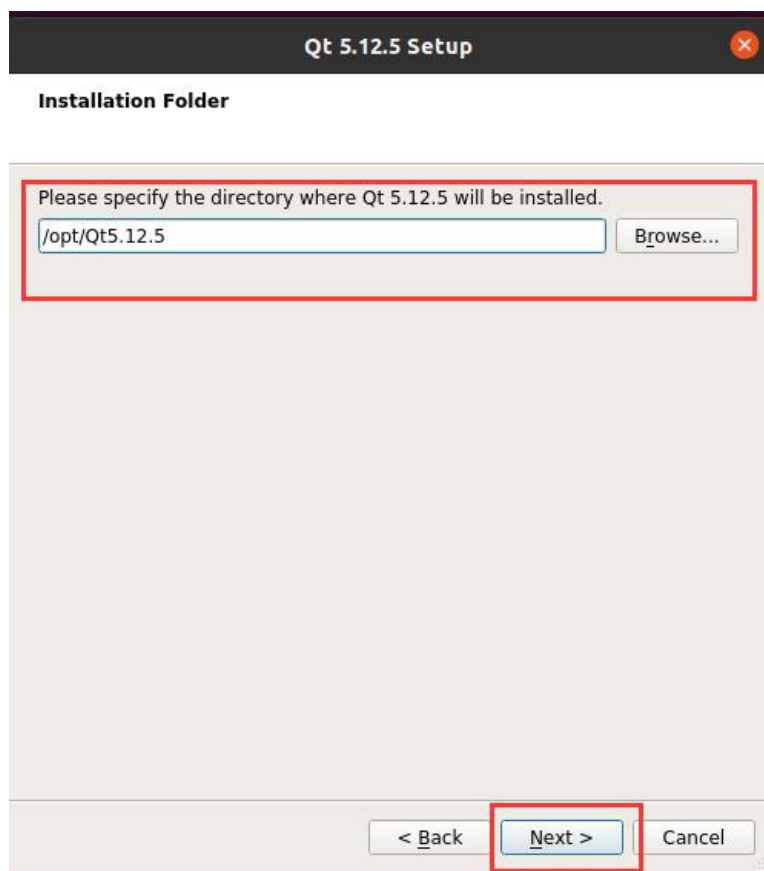 Qt 5.12.5 Setup
Installation Folder
Please specify the directory where Qt 5.12.5 will be installed.
/opt/Qt5.12.5
Browse...
< Back
Next >
Cancel